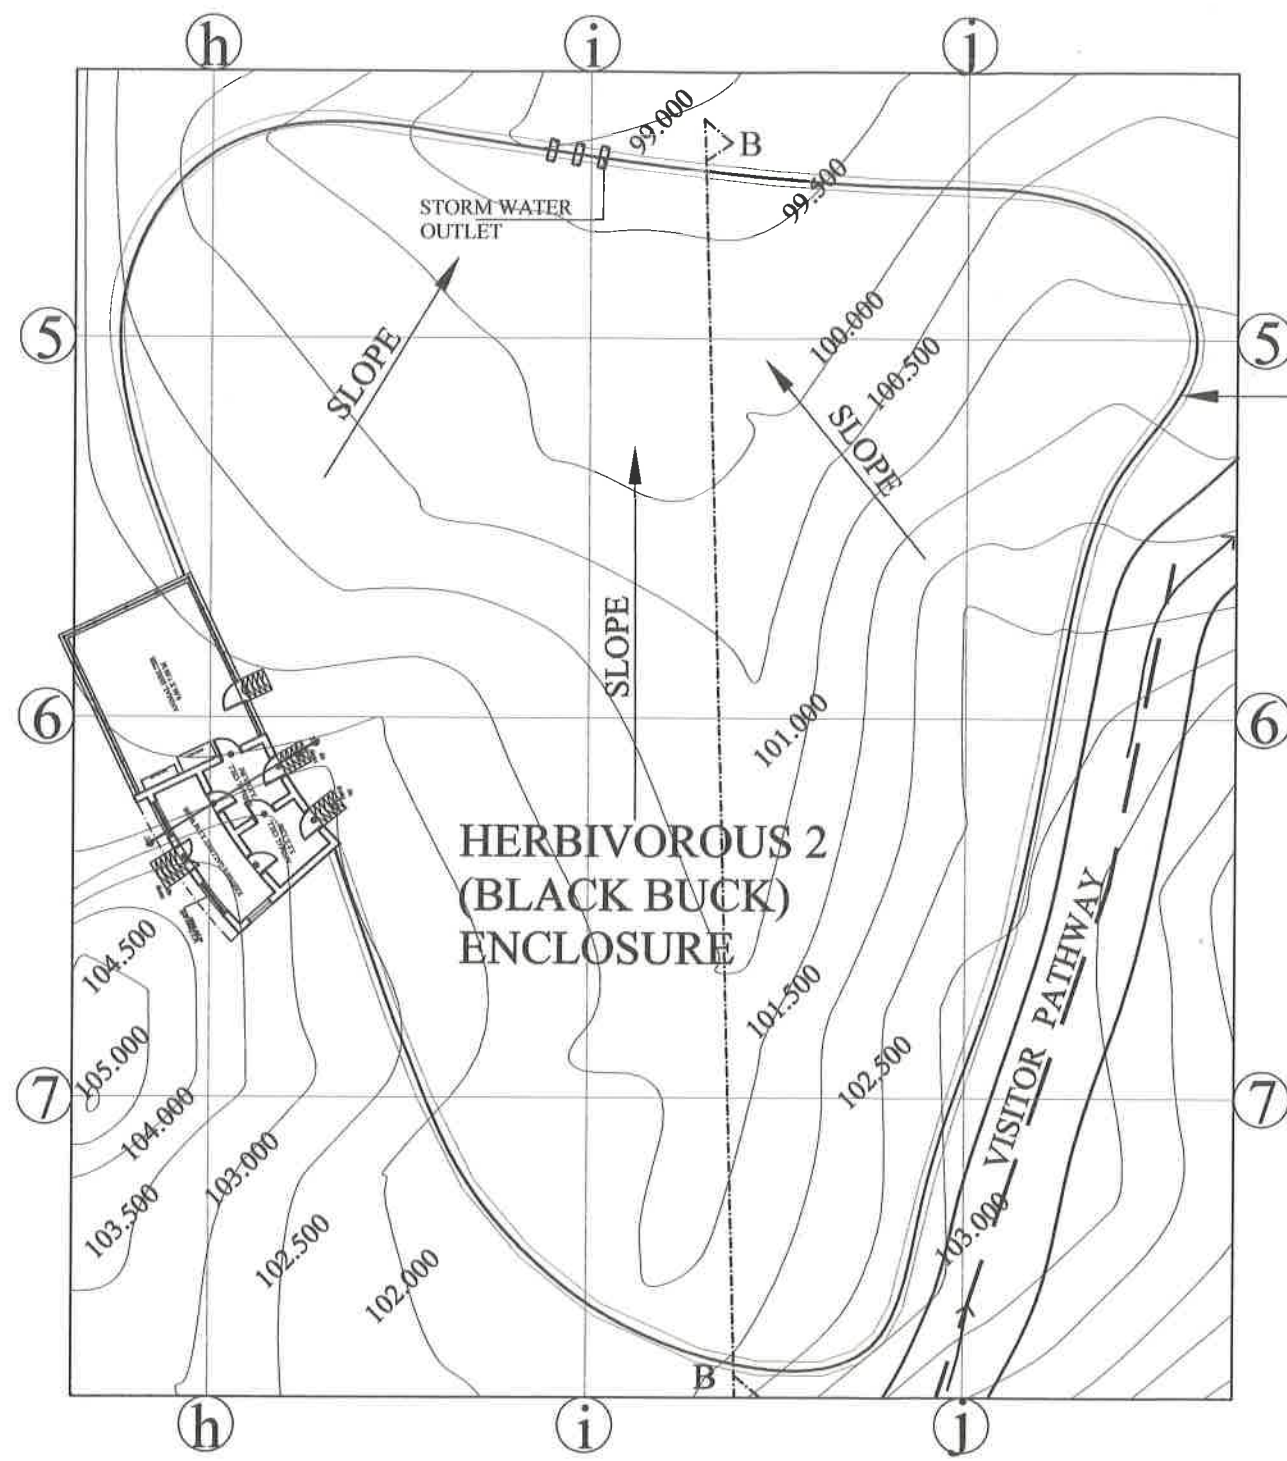 h
i
j
99.000
B
99.500
STORM WATER
OUTLET
5
5
SLOPE
100.000
100.500
SLOPE
SLOPE
6
6
101.000
HERBIVOROUS 2
(BLACK BUCK)
ENCLOSURE
104.500
101.500
VISITOR PATHWAY
105.000
102.500
7
7
104.000
103.000
103.500
102.500
102.000
103.000
B
h
i
j